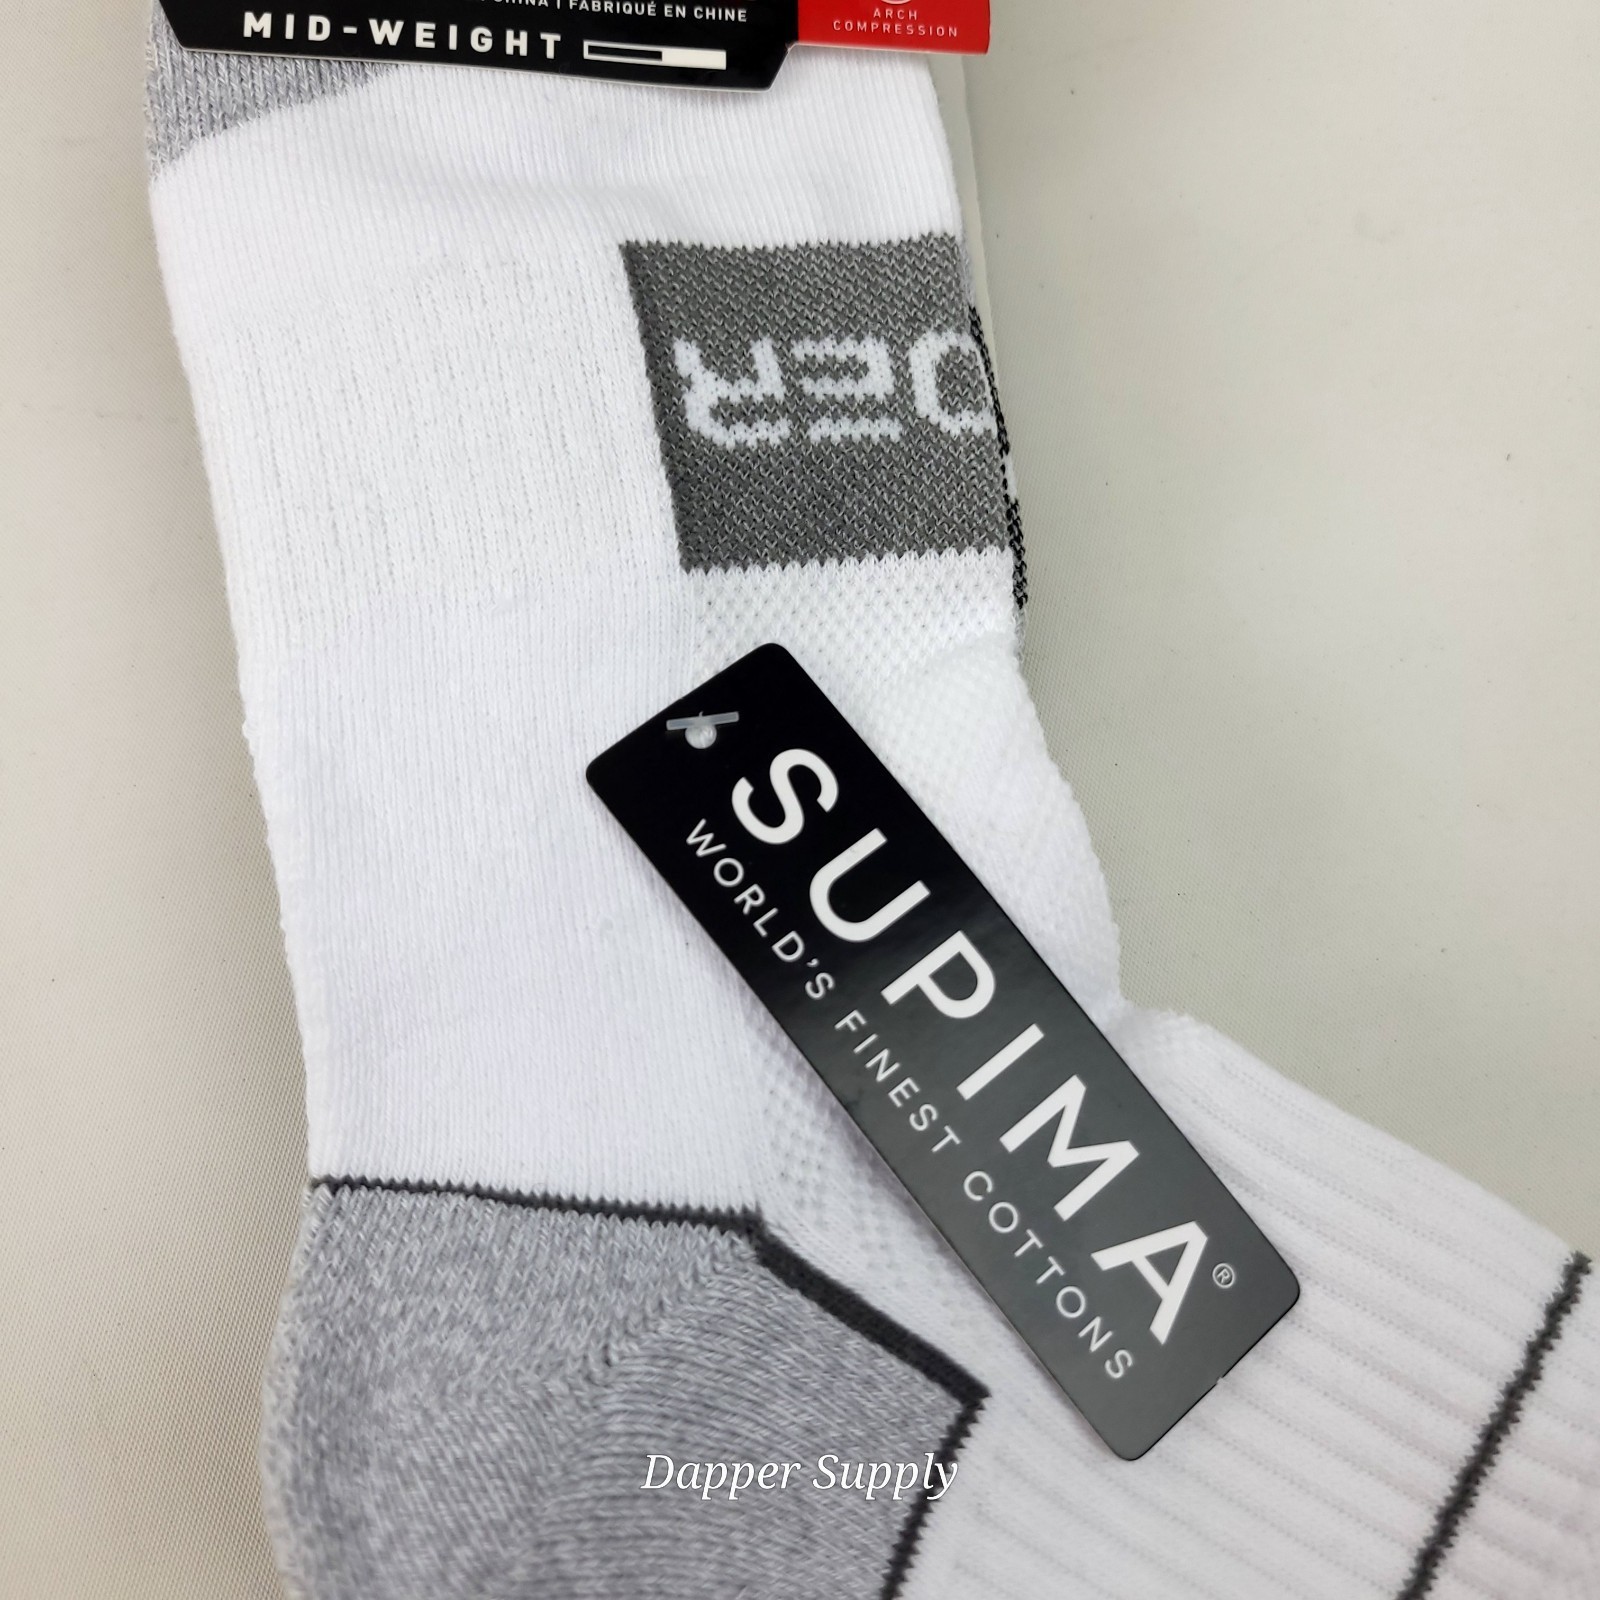 FABRIQUÉ EN CHINE
MID-WEIGHT
ARCH
COMPRESSION
DER
SUPIMA®
WORLD'S FINEST COTTONS
Dapper Supply